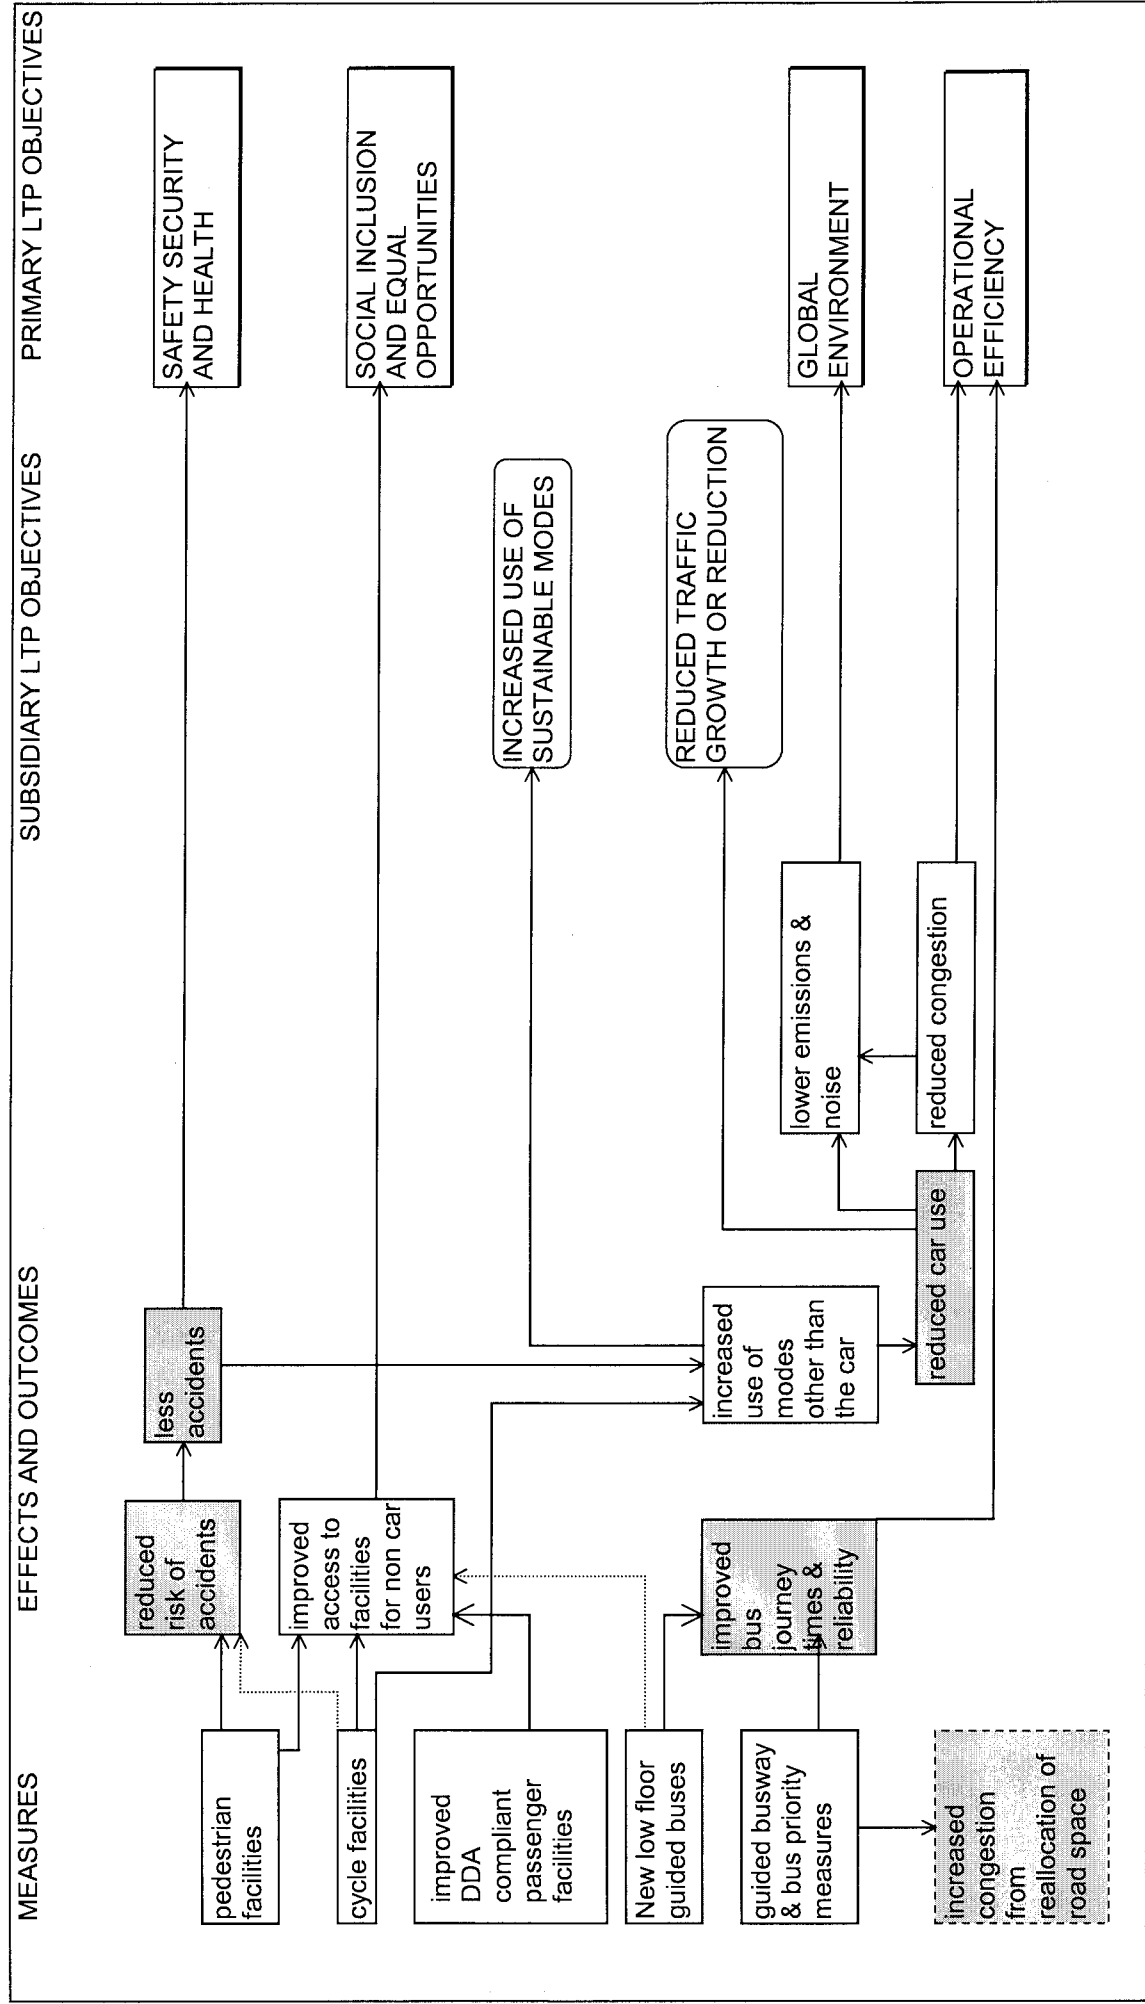 MEASURES
EFFECTS AND OUTCOMES
SUBSIDIARY LTP OBJECTIVES
PRIMARY LTP OBJECTIVES
pedestrian
facilities
cycle facilities
improved
DDA
compliant
passenger
facilities
New low floor
guided buses
guided busway
& bus priority
measures
increased
congestion
from
reallocation of
road space
reduced
risk of
accidents
improved
access to
facilities
for non car
users
improved
bus
journey
times &
reliability
less
accidents
increased
use of
modes
other than
the car
reduced car use
lower emissions &
noise
reduced congestion
INCREASED USE OF
SUSTAINABLE MODES
REDUCED TRAFFIC
GROWTH OR REDUCTION
SAFETY SECURITY
AND HEALTH
SOCIAL INCLUSION
AND EQUAL
OPPORTUNITIES
GLOBAL
ENVIRONMENT
OPERATIONAL
EFFICIENCY